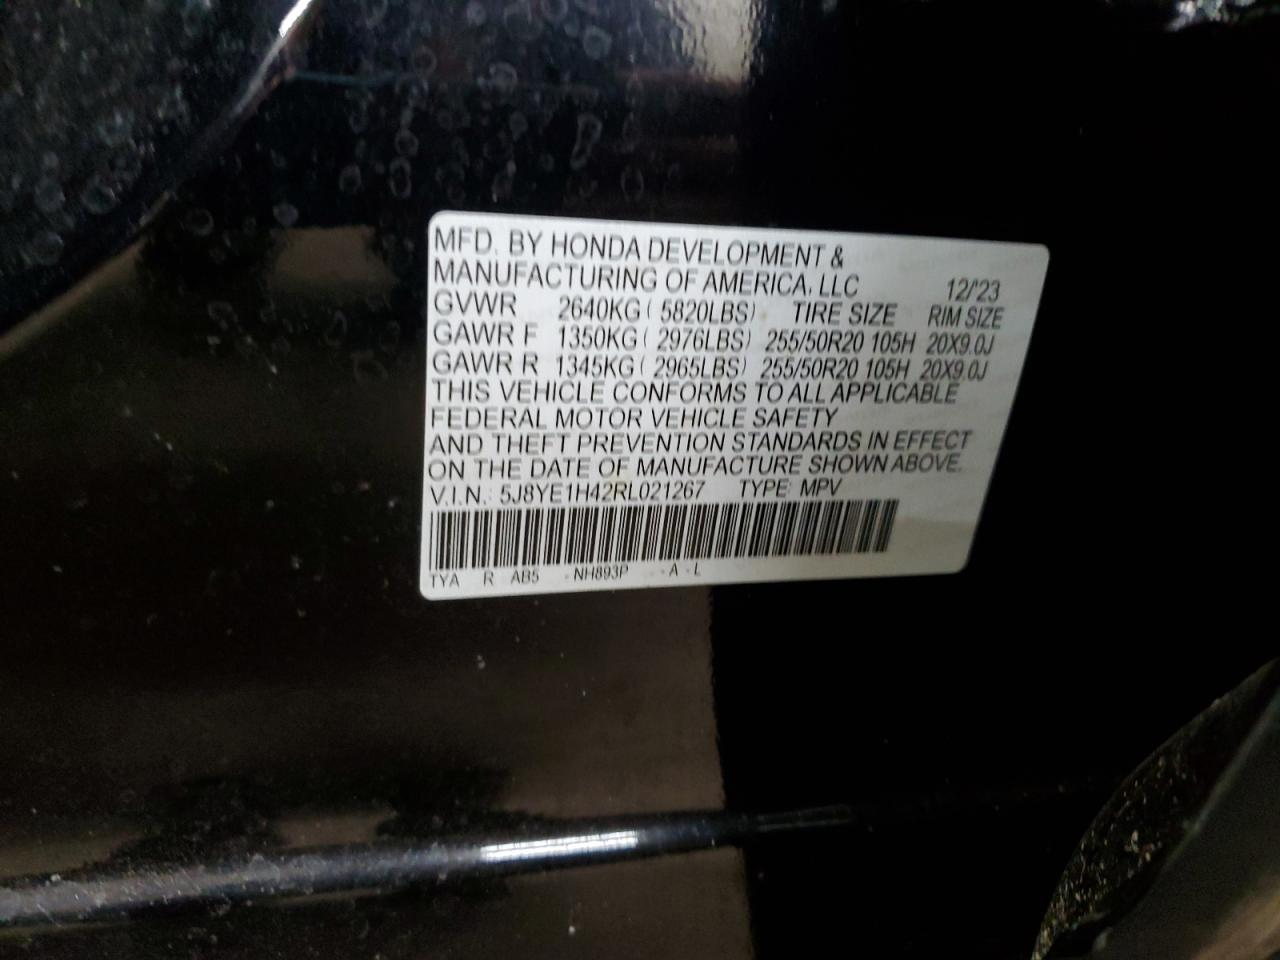 MFD. BY HONDA DEVELOPMENT &
MANUFACTURING OF AMERICA, LLC 12/'23
GVWR 2640KG ( 5820LBS) TIRE SIZE RIM SIZE
GAWR F 1350KG ( 2976LBS) 255/50R20 105H 20X9.0J
GAWR R 1345KG ( 2965LBS) 255/50R20 105H 20X9.0J
THIS VEHICLE CONFORMS TO ALL APPLICABLE
FEDERAL MOTOR VEHICLE SAFETY
AND THEFT PREVENTION STANDARDS IN EFFECT
ON THE DATE OF MANUFACTURE SHOWN ABOVE.
V.I.N.: 5J8YE1H42RL021267 TYPE: MPV
TYA R AB5 -NH893P -A -L